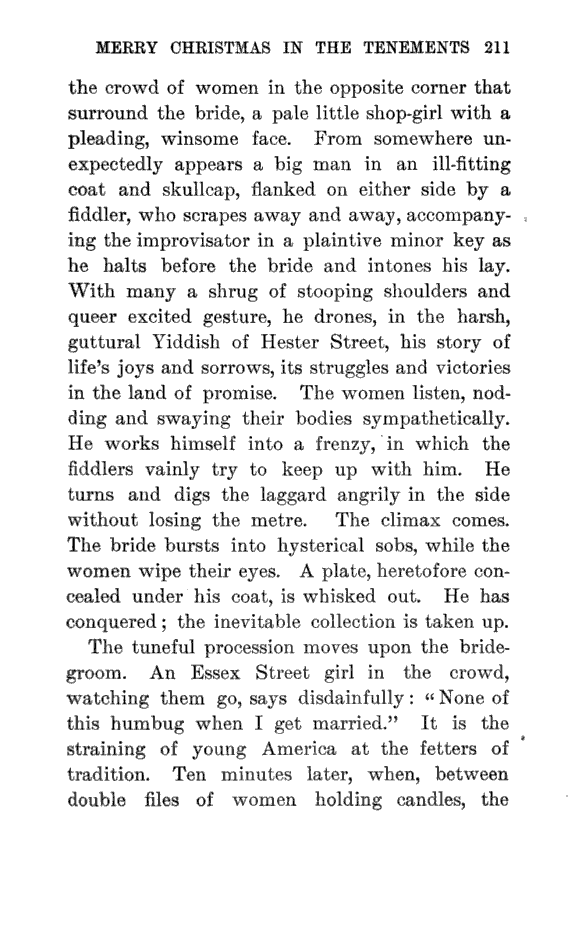 MERRY CHRISTMAS IN THE TENEMENTS 211
the crowd of women in the opposite corner that
surround the bride, a pale little shop-girl with a
pleading, winsome face. From somewhere un-
expectedly appears a big man in an ill-fitting
coat and skullcap, flanked on either side by a
fiddler, who scrapes away and away, accompany-
ing the improvisator in a plaintive minor key as
he halts before the bride and intones his lay.
With many a shrug of stooping shoulders and
queer excited gesture, he drones, in the harsh,
guttural Yiddish of Hester Street, his story of
life's joys and sorrows, its struggles and victories
in the land of promise. The women listen, nod-
ding and swaying their bodies sympathetically.
He works himself into a frenzy, in which the
fiddlers vainly try to keep up with him. He
turns and digs the laggard angrily in the side
without losing the metre. The climax comes.
The bride bursts into hysterical sobs, while the
women wipe their eyes. A plate, heretofore con-
cealed under his coat, is whisked out. He has
conquered; the inevitable collection is taken up.
The tuneful procession moves upon the bride-
groom. An Essex Street girl in the crowd,
watching them go, says disdainfully: "None of
this humbug when I get married." It is the
straining of young America at the fetters of
tradition. Ten minutes later, when, between
double files of women holding candles, the